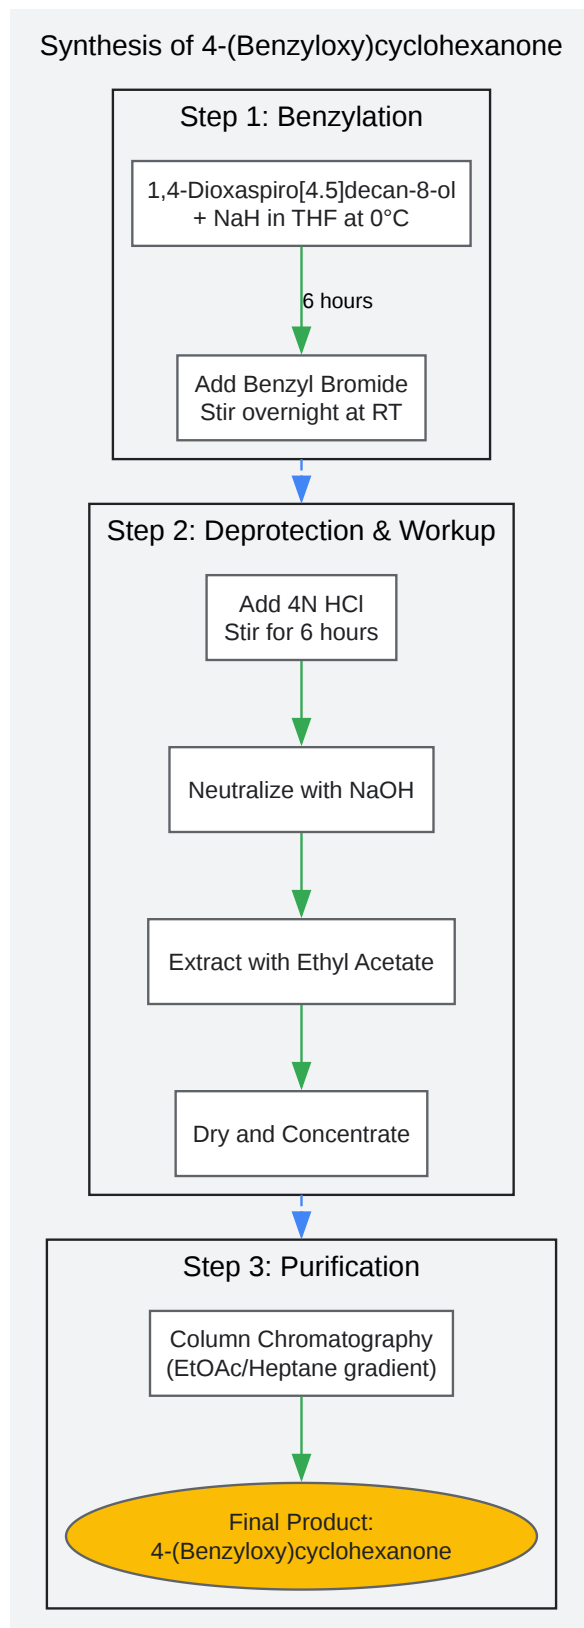 Synthesis of 4-(Benzyloxy)cyclohexanone
Step 1: Benzylation
1,4-Dioxaspiro[4.5]decan-8-ol
+ NaH in THF at 0°C
6 hours
Add Benzyl Bromide
Stir overnight at RT
Step 2: Deprotection & Workup
Add 4N HCl
Stir for 6 hours
Neutralize with NaOH
Extract with Ethyl Acetate
Dry and Concentrate
Step 3: Purification
Column Chromatography
(EtOAc/Heptane gradient)
Final Product:
4-(Benzyloxy)cyclohexanone